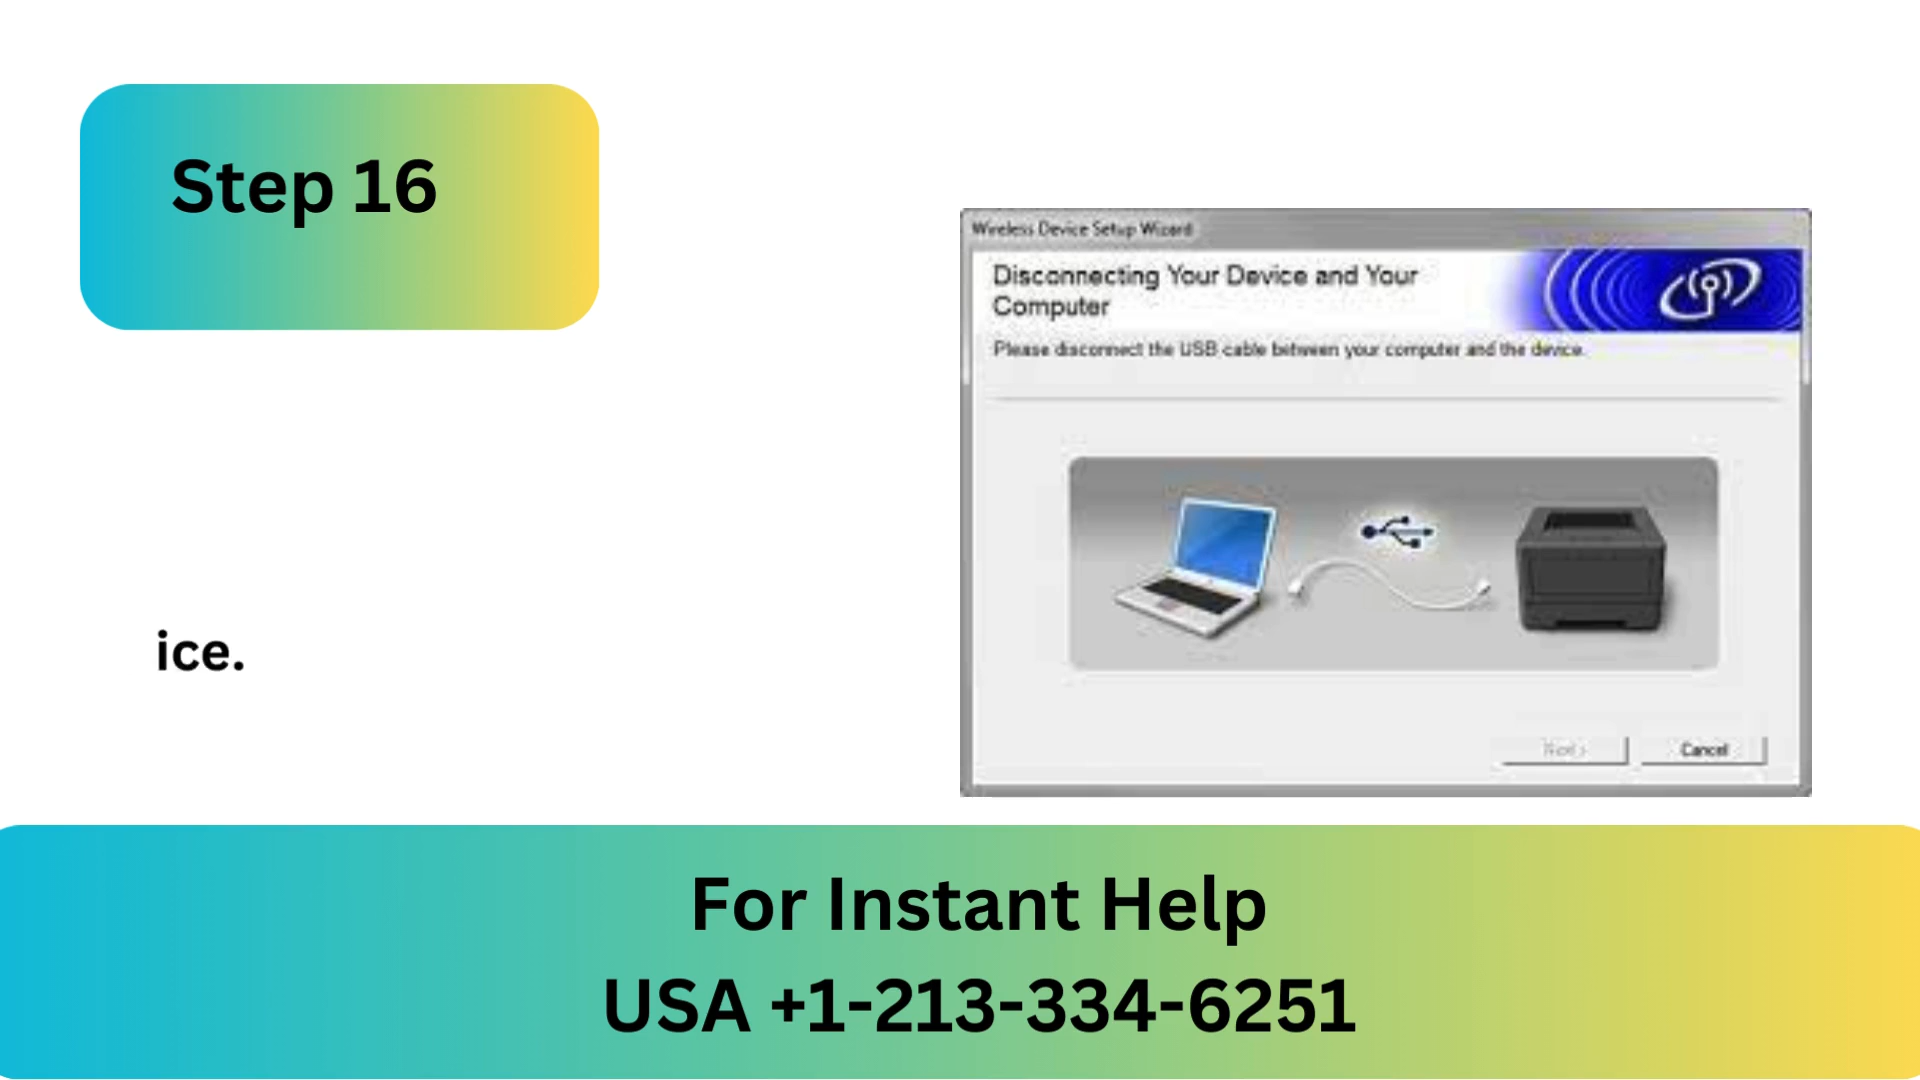 Step 16
ice.
Wireless Device Setup Wizard
Disconnecting Your Device and Your
Computer
Please disconnect the USB cable between your computer and the device.
Next >
Cancel
For Instant Help
USA +1-213-334-6251